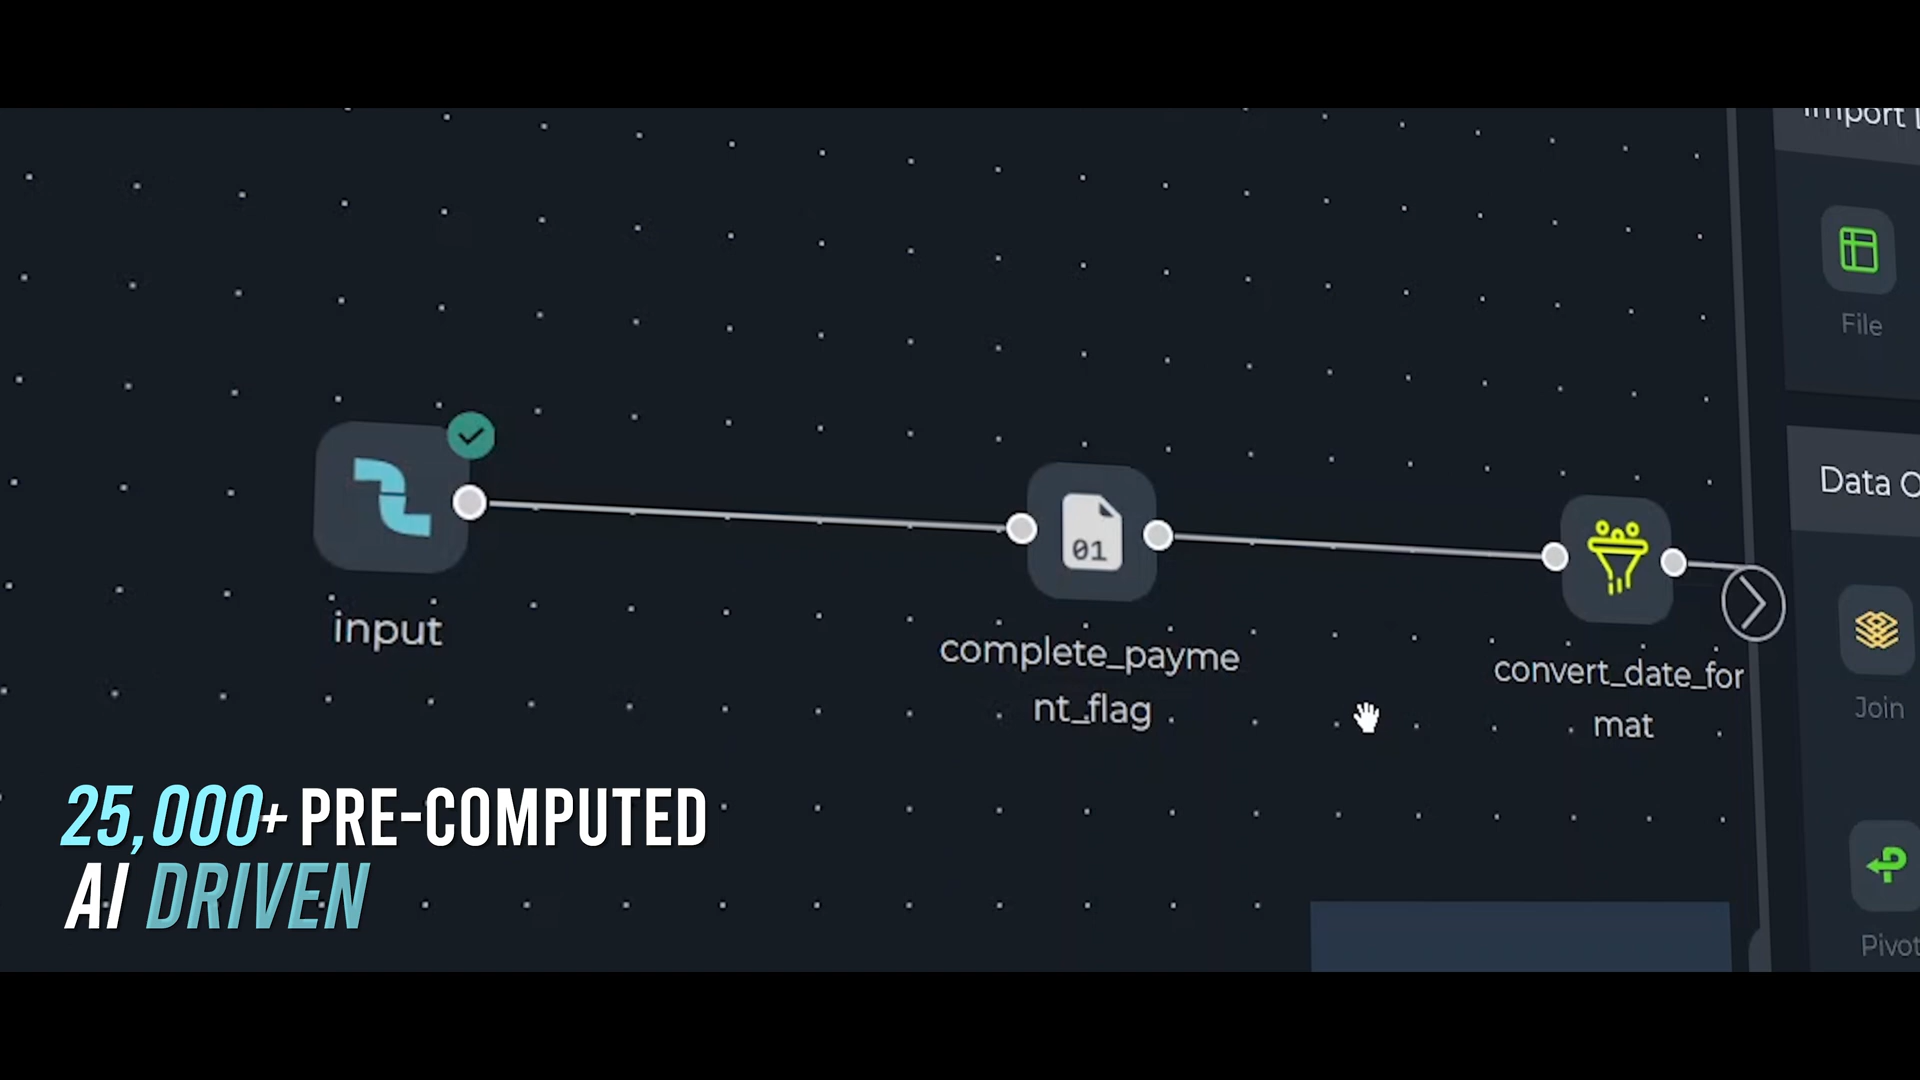 Import
File
Data
01
input
complete_payme
nt_flag
convert_date_for
mat
Join
25,000+ PRE-COMPUTED
AI DRIVEN
Pivot